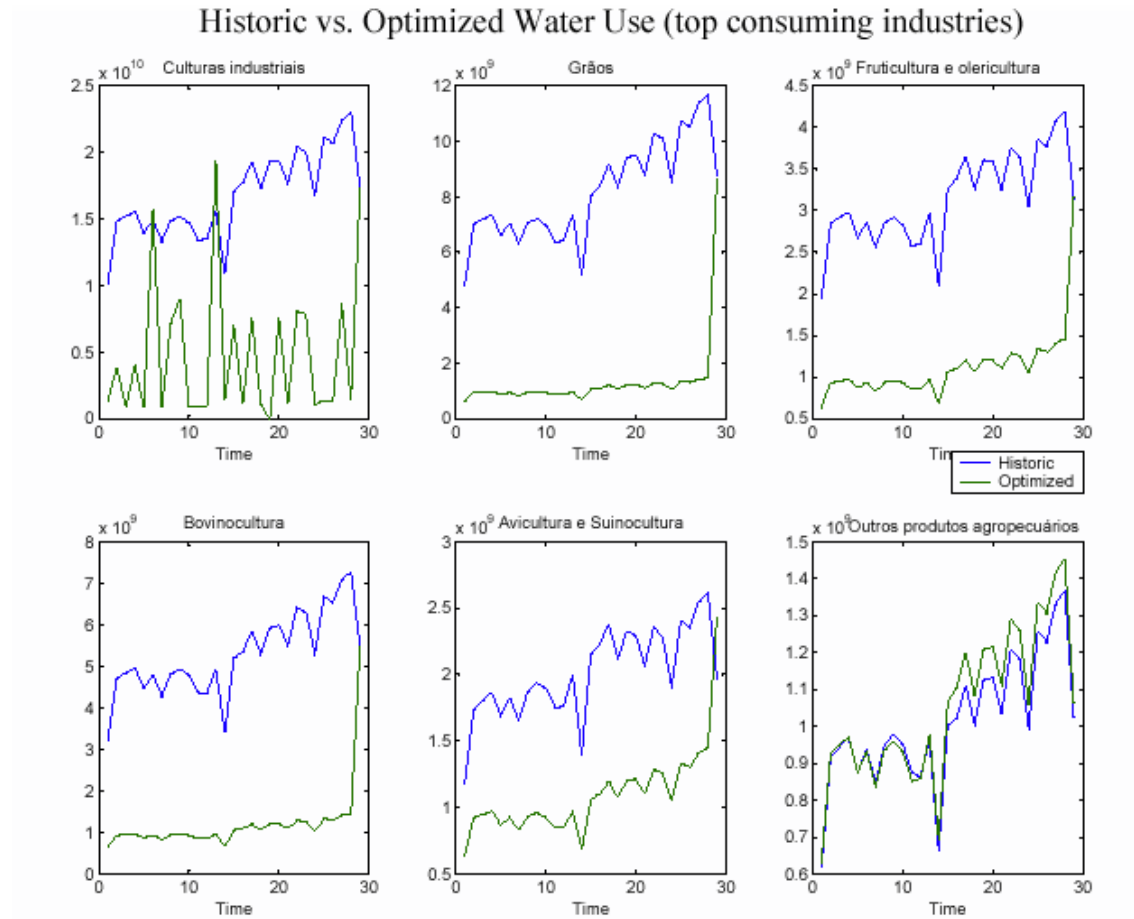 Historic vs. Optimized Water Use (top consuming industries)
x 10^10 Culturas industriais
2.5
2
1.5
1
0.5
0
0 10 20 30
Time
x 10^9 Grãos
12
10
8
6
4
2
0
0 10 20 30
Time
x 10^9 Fruticultura e olericultura
4.5
4
3.5
3
2.5
2
1.5
1
0.5
0 10 20 30
Tim
Historic
Optimized
x 10^9 Bovinocultura
8
7
6
5
4
3
2
1
0
0 10 20 30
Time
x 10^9 Avicultura e Suinocultura
3
2.5
2
1.5
1
0.5
0 10 20 30
Time
x 10^9 Outros produtos agropecuários
1.5
1.4
1.3
1.2
1.1
1
0.9
0.8
0.7
0.6
0 10 20 30
Time